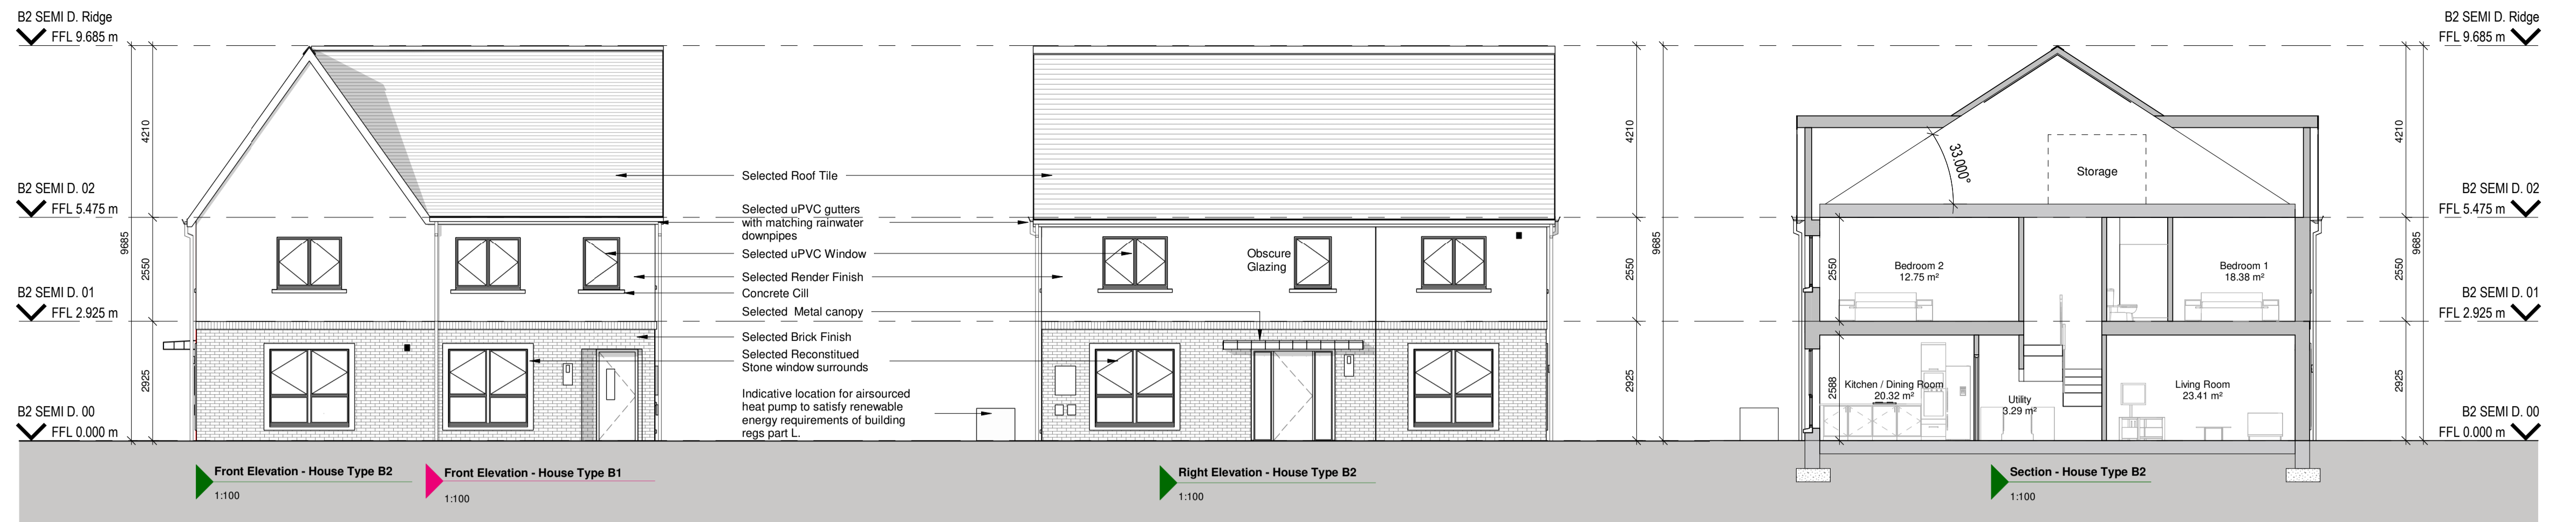 B2 SEMI D. Ridge
FFL 9.685 m
B2 SEMI D. 02
FFL 5.475 m
B2 SEMI D. 01
FFL 2.925 m
B2 SEMI D. 00
FFL 0.000 m
9685
4210
2550
2925
Selected Roof Tile
Selected uPVC gutters
with matching rainwater
downpipes
Selected uPVC Window
Selected Render Finish
Concrete Cill
Selected Metal canopy
Selected Brick Finish
Selected Reconstitued
Stone window surrounds
Indicative location for airsourced
heat pump to satisfy renewable
energy requirements of building
regs part L.
Obscure
Glazing
4210
2550
2925
9685
33.000°
Storage
2550
Bedroom 2
12.75 m²
Bedroom 1
18.38 m²
2588
Kitchen / Dining Room
20.32 m²
Utility
3.29 m²
Living Room
23.41 m²
4210
2550
2925
9685
B2 SEMI D. Ridge
FFL 9.685 m
B2 SEMI D. 02
FFL 5.475 m
B2 SEMI D. 01
FFL 2.925 m
B2 SEMI D. 00
FFL 0.000 m
Front Elevation - House Type B2
1:100
Front Elevation - House Type B1
1:100
Right Elevation - House Type B2
1:100
Section - House Type B2
1:100